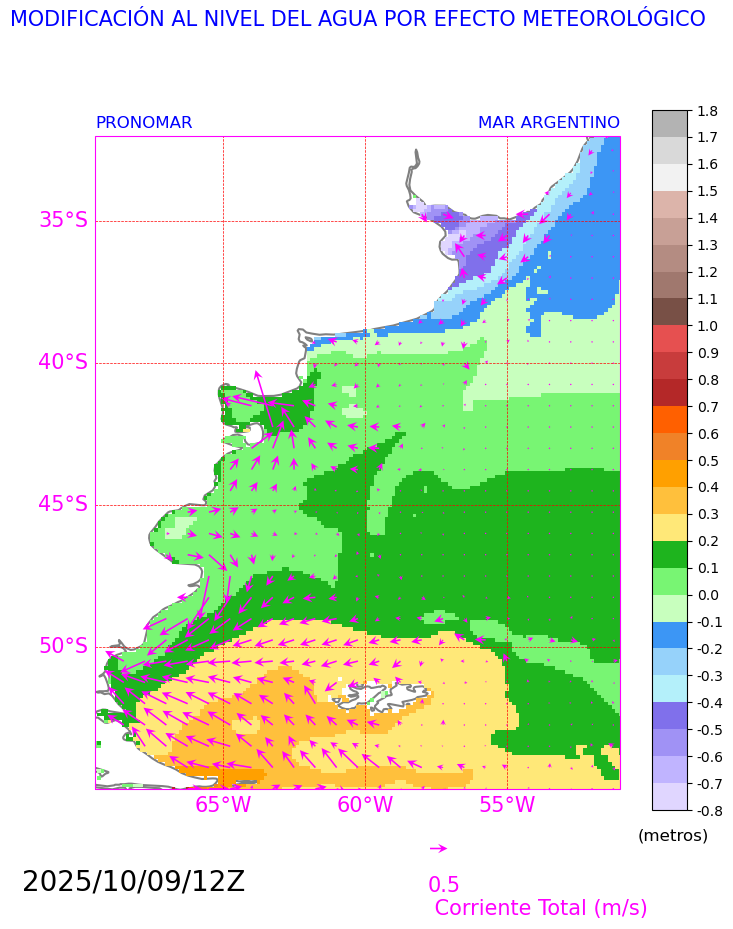 MODIFICACIÓN AL NIVEL DEL AGUA POR EFECTO METEOROLÓGICO
PRONOMAR
MAR ARGENTINO
35°S
40°S
45°S
50°S
65°W
60°W
55°W
1.8
1.7
1.6
1.5
1.4
1.3
1.2
1.1
1.0
0.9
0.8
0.7
0.6
0.5
0.4
0.3
0.2
0.1
0.0
-0.1
-0.2
-0.3
-0.4
-0.5
-0.6
-0.7
-0.8
(metros)
2025/10/09/12Z
0.5
Corriente Total (m/s)